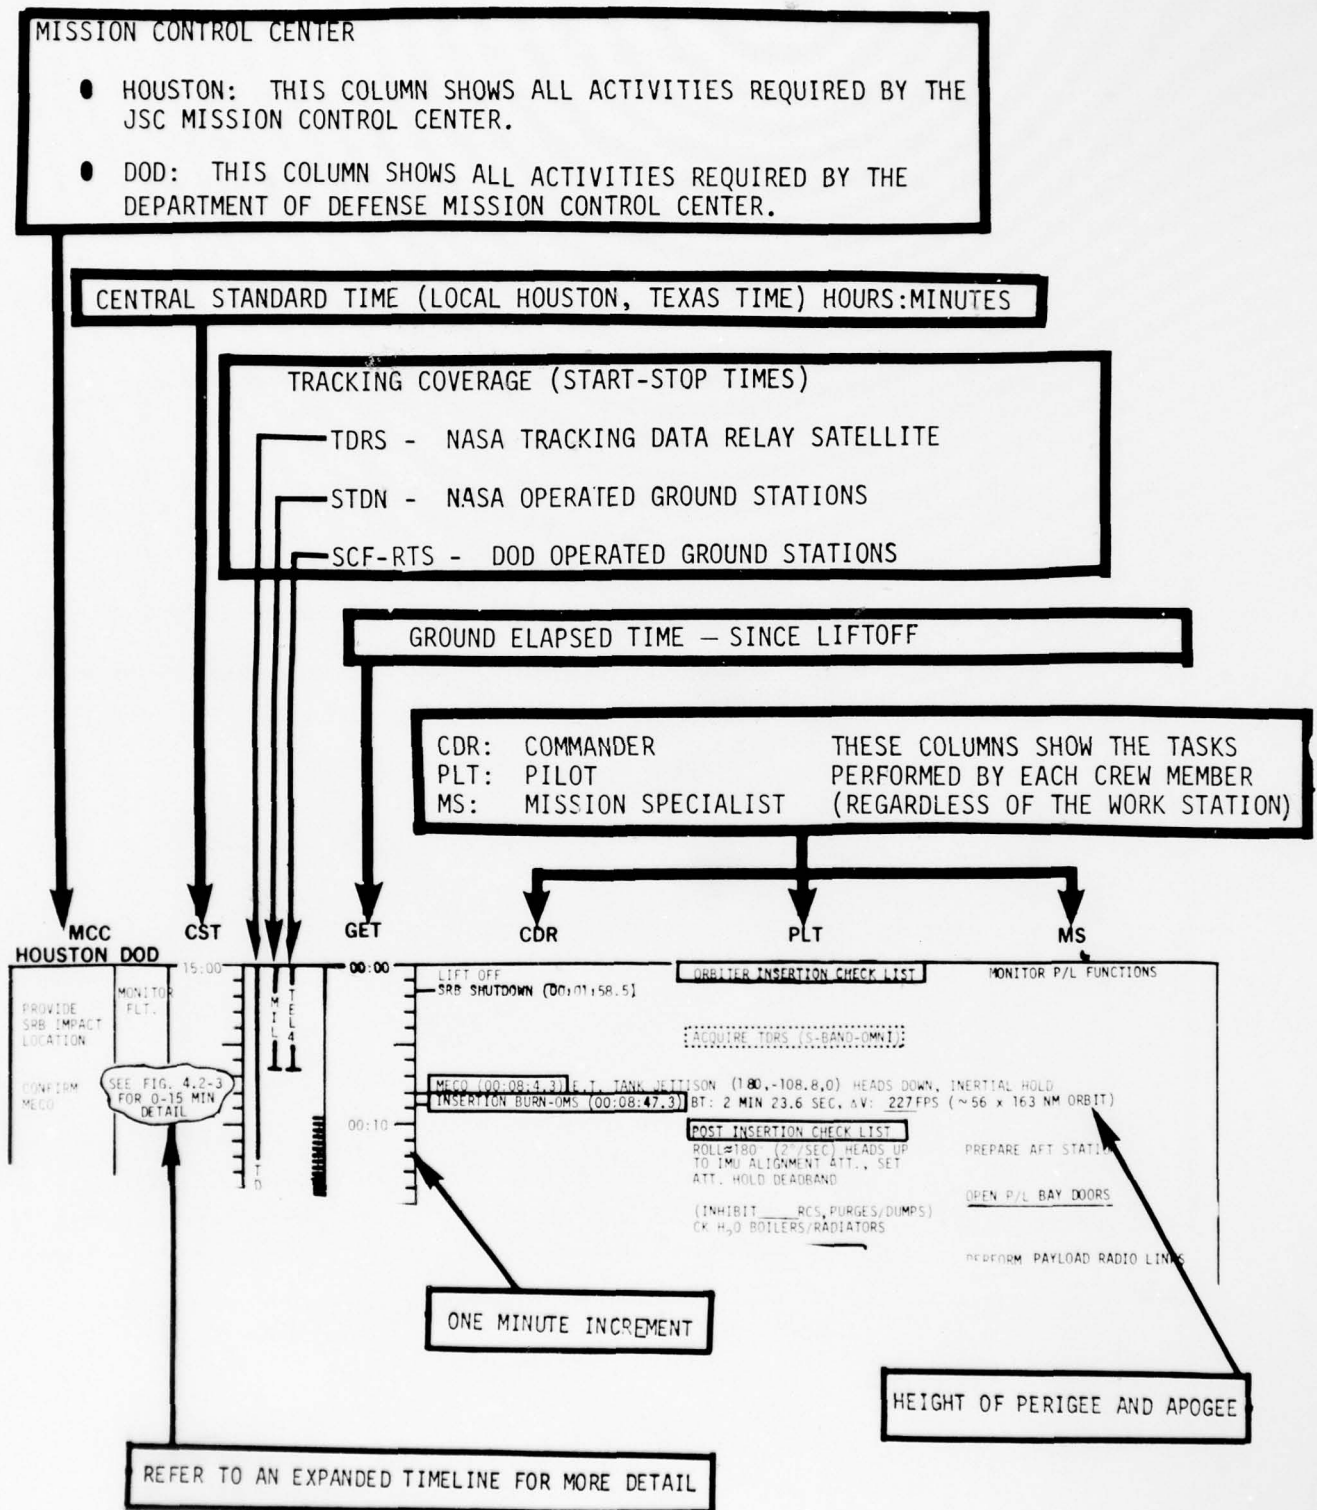 MISSION CONTROL CENTER
● HOUSTON: THIS COLUMN SHOWS ALL ACTIVITIES REQUIRED BY THE
JSC MISSION CONTROL CENTER.
● DOD: THIS COLUMN SHOWS ALL ACTIVITIES REQUIRED BY THE
DEPARTMENT OF DEFENSE MISSION CONTROL CENTER.
CENTRAL STANDARD TIME (LOCAL HOUSTON, TEXAS TIME) HOURS:MINUTES
TRACKING COVERAGE (START-STOP TIMES)
TDRS - NASA TRACKING DATA RELAY SATELLITE
STDN - NASA OPERATED GROUND STATIONS
SCF-RTS - DOD OPERATED GROUND STATIONS
GROUND ELAPSED TIME — SINCE LIFTOFF
CDR: COMMANDER THESE COLUMNS SHOW THE TASKS
PLT: PILOT PERFORMED BY EACH CREW MEMBER
MS: MISSION SPECIALIST (REGARDLESS OF THE WORK STATION)
MCC CST GET CDR PLT MS
HOUSTON DOD
15:00 00:00 LIFT OFF ORBITER INSERTION CHECK LIST MONITOR P/L FUNCTIONS
SRB SHUTDOWN (00:01:58.5)
MONITOR
FLT.
PROVIDE
SRB IMPACT
LOCATION
MIL
TEL4
ACQUIRE TDRS (S-BAND-OMNI)
CONFIRM
MECO
SEE FIG. 4.2-3
FOR 0-15 MIN
DETAIL
MECO (00:08:4.3) E.T. TANK JETTISON (180,-108.8,0) HEADS DOWN, INERTIAL HOLD
INSERTION BURN-OMS (00:08:47.3) BT: 2 MIN 23.6 SEC, ΔV: 227 FPS (~56 x 163 NM ORBIT)
00:10
TD
POST INSERTION CHECK LIST
ROLL≈180° (2°/SEC) HEADS UP PREPARE AFT STATIO
TO IMU ALIGNMENT ATT., SET
ATT. HOLD DEADBAND
OPEN P/L BAY DOORS
(INHIBIT ____ RCS, PURGES/DUMPS)
CK H₂O BOILERS/RADIATORS
PERFORM PAYLOAD RADIO LINKS
ONE MINUTE INCREMENT
HEIGHT OF PERIGEE AND APOGEE
REFER TO AN EXPANDED TIMELINE FOR MORE DETAIL